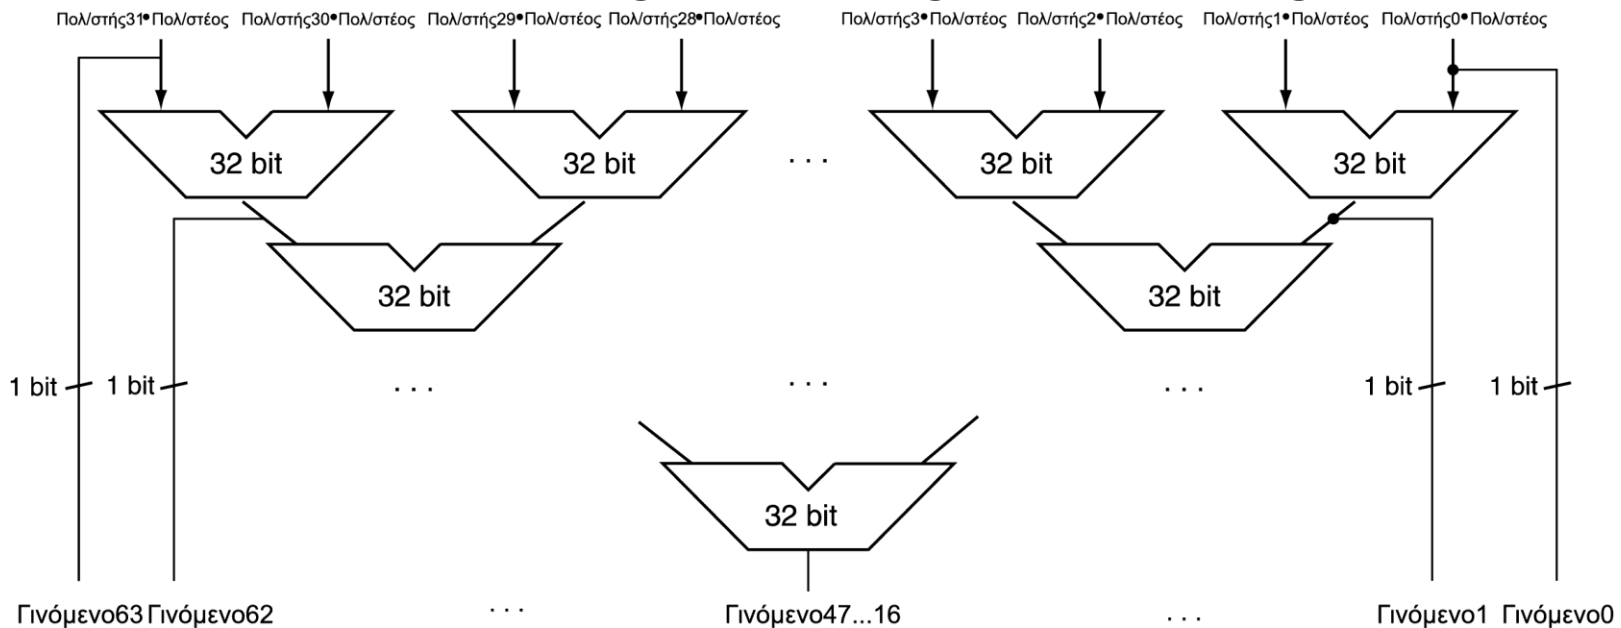 Πολ/στής31•Πολ/στέος Πολ/στής30•Πολ/στέος Πολ/στής29•Πολ/στέος Πολ/στής28•Πολ/στέος Πολ/στής3•Πολ/στέος Πολ/στής2•Πολ/στέος Πολ/στής1•Πολ/στέος Πολ/στής0•Πολ/στέος
32 bit 32 bit . . . 32 bit 32 bit
32 bit 32 bit
1 bit 1 bit . . . . . . . . . 1 bit 1 bit
32 bit
Γινόμενο63 Γινόμενο62 . . . Γινόμενο47...16 . . . Γινόμενο1 Γινόμενο0